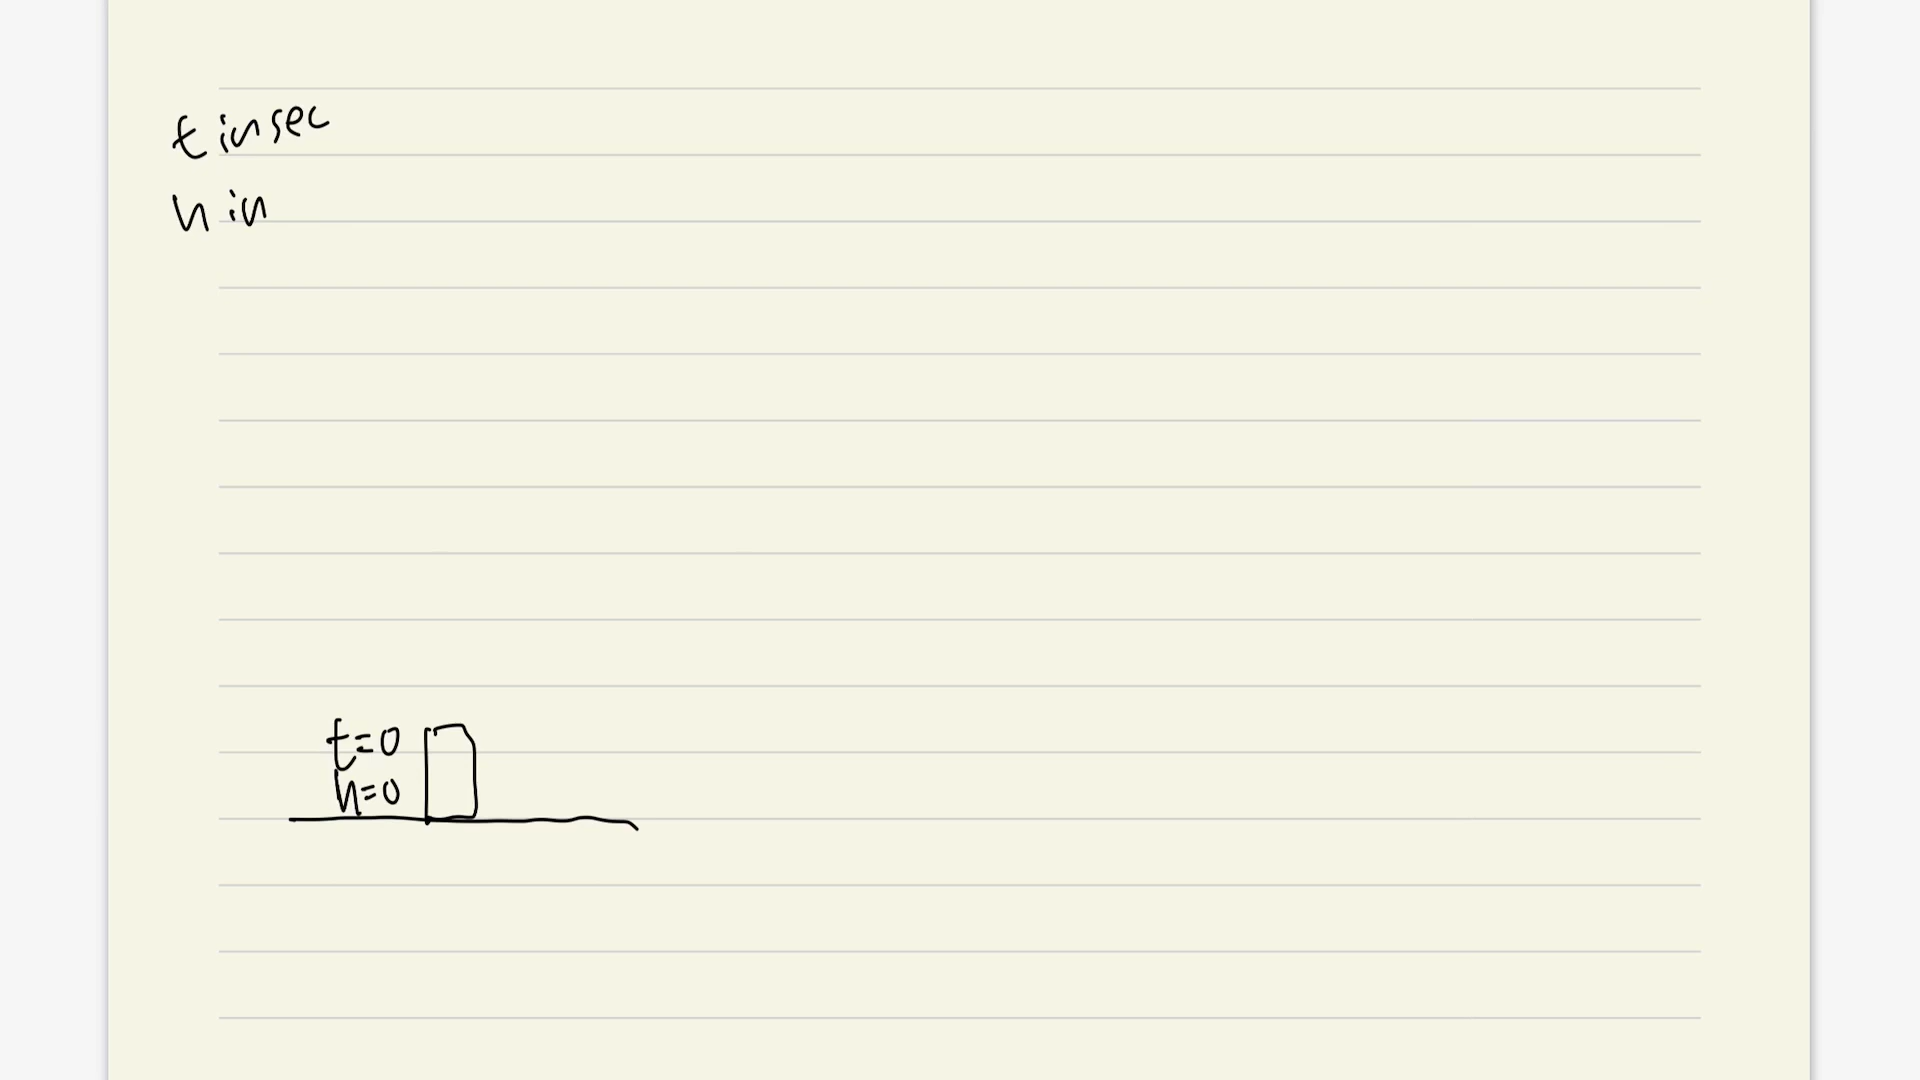 t in sec
h in
t=0
h=0